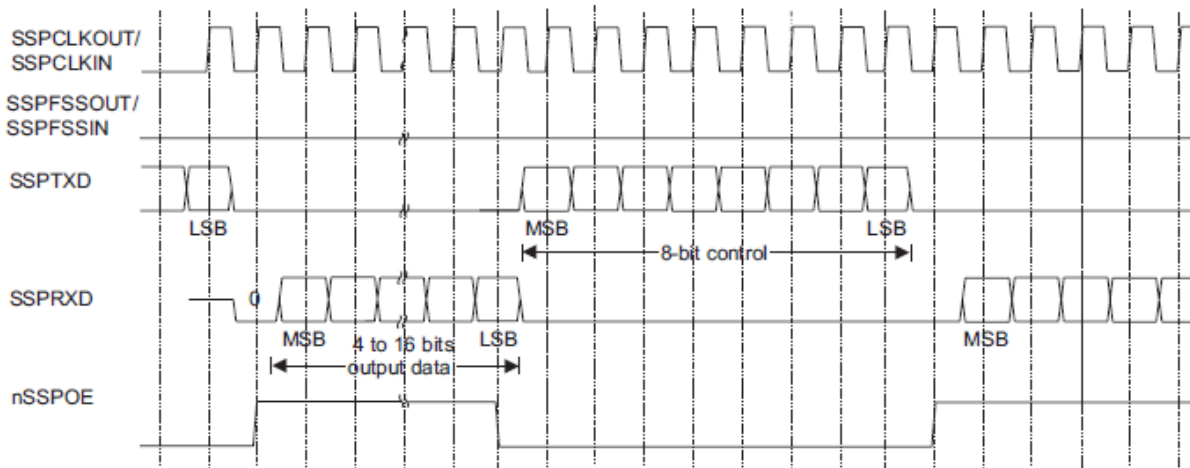 SSPCLKOUT/
SSPCLKIN
SSPFSSOUT/
SSPFSSIN
SSPTXD
LSB
MSB
LSB
8-bit control
SSPRXD
0
MSB
4 to 16 bits
LSB
MSB
output data
nSSPOE